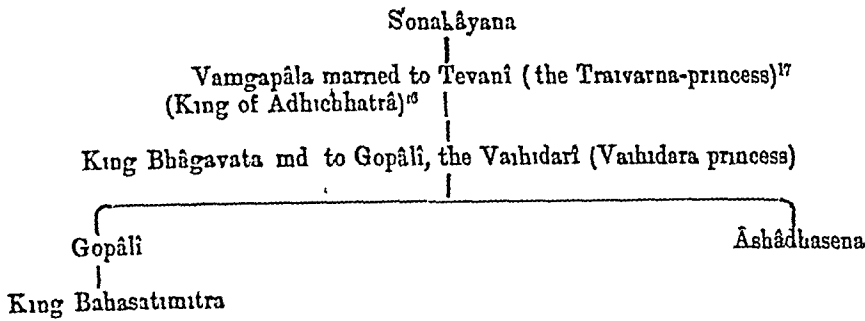 S'onakâyana
Vamgapâla married to Tevanî (the Traivarna-princess)¹⁷
(King of Adhichhatrâ)¹⁶
King Bhâgavata md to Gopâlî, the Vaihidarî (Vaihidara princess)
Gopâlî Âshâdhasena
King Bahasatimitra